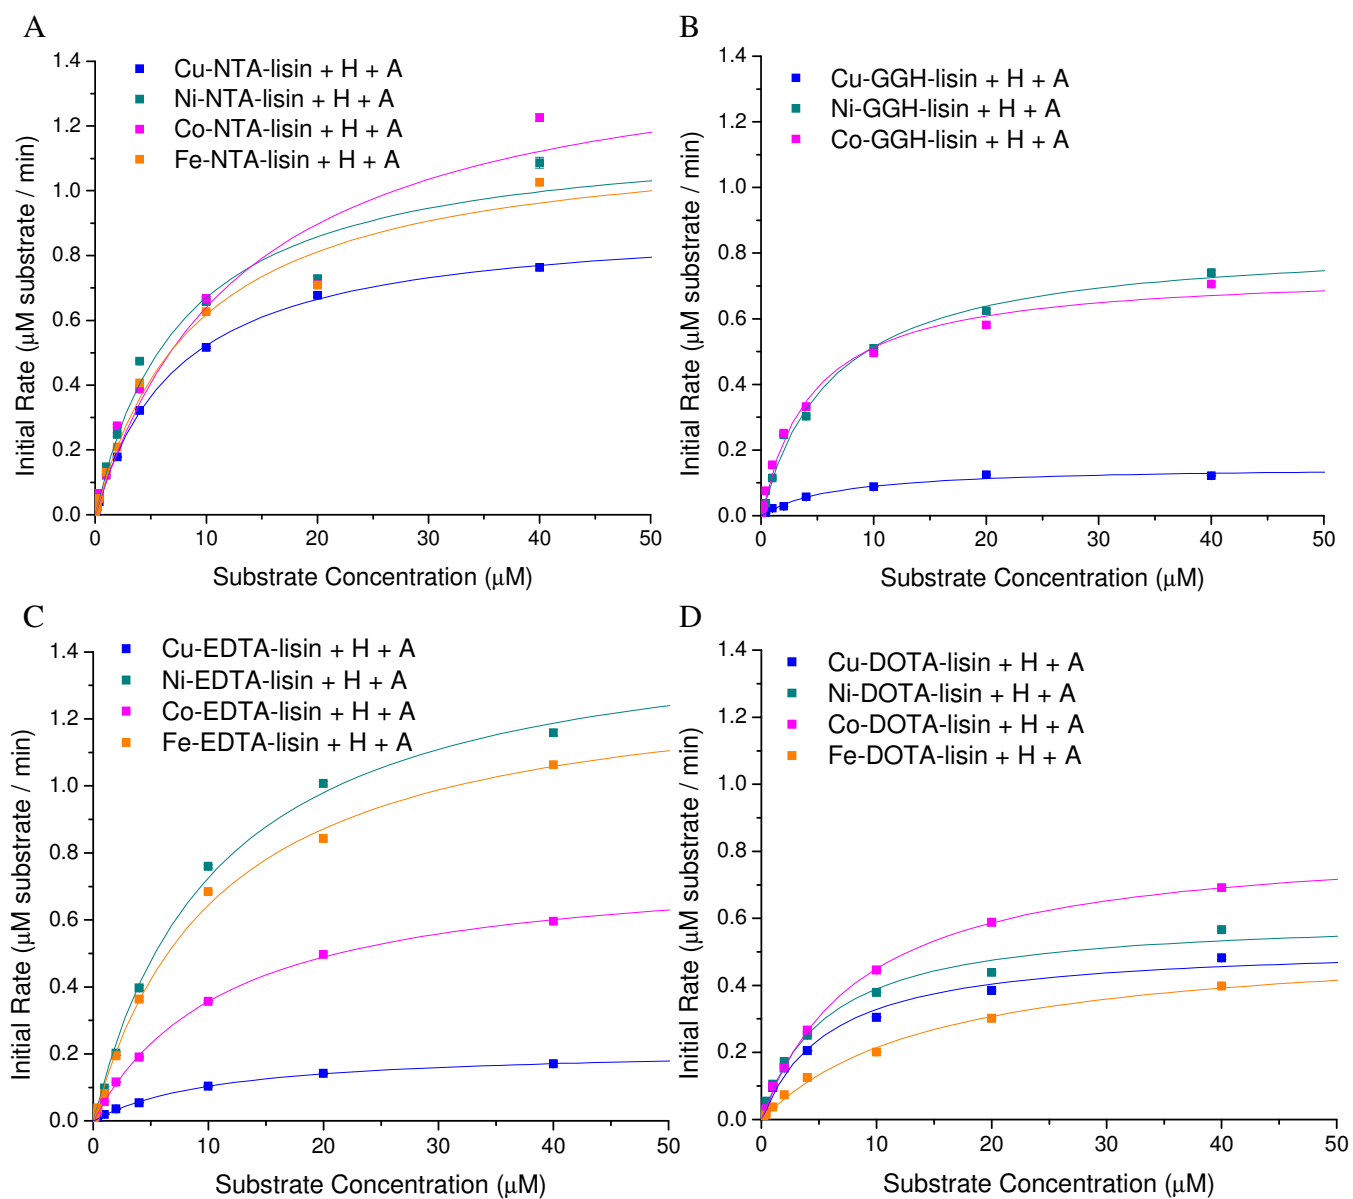 A
Cu-NTA-lisin + H + A
Ni-NTA-lisin + H + A
Co-NTA-lisin + H + A
Fe-NTA-lisin + H + A
Initial Rate (μM substrate / min)
1.4
1.2
1.0
0.8
0.6
0.4
0.2
0.0
0 10 20 30 40 50
Substrate Concentration (μM)
B
Cu-GGH-lisin + H + A
Ni-GGH-lisin + H + A
Co-GGH-lisin + H + A
Initial Rate (μM substrate / min)
1.4
1.2
1.0
0.8
0.6
0.4
0.2
0.0
0 10 20 30 40 50
Substrate Concentration (μM)
C
Cu-EDTA-lisin + H + A
Ni-EDTA-lisin + H + A
Co-EDTA-lisin + H + A
Fe-EDTA-lisin + H + A
Initial Rate (μM substrate / min)
1.4
1.2
1.0
0.8
0.6
0.4
0.2
0.0
0 10 20 30 40 50
Substrate Concentration (μM)
D
Cu-DOTA-lisin + H + A
Ni-DOTA-lisin + H + A
Co-DOTA-lisin + H + A
Fe-DOTA-lisin + H + A
Initial Rate (μM substrate / min)
1.4
1.2
1.0
0.8
0.6
0.4
0.2
0.0
0 10 20 30 40 50
Substrate Concentration (μM)